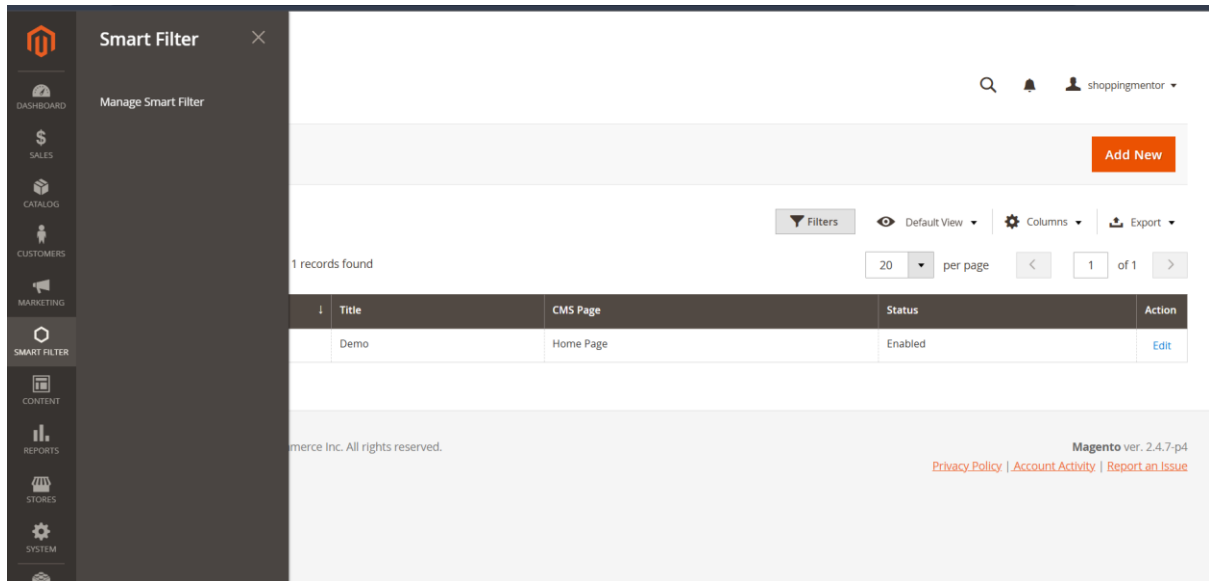 Smart Filter
Manage Smart Filter
DASHBOARD
SALES
CATALOG
CUSTOMERS
MARKETING
SMART FILTER
CONTENT
REPORTS
STORES
SYSTEM
shoppingmentor
Add New
Filters Default View Columns Export
1 records found 20 per page 1 of 1
Title CMS Page Status Action
Demo Home Page Enabled Edit
merce Inc. All rights reserved. Magento ver. 2.4.7-p4
Privacy Policy | Account Activity | Report an Issue